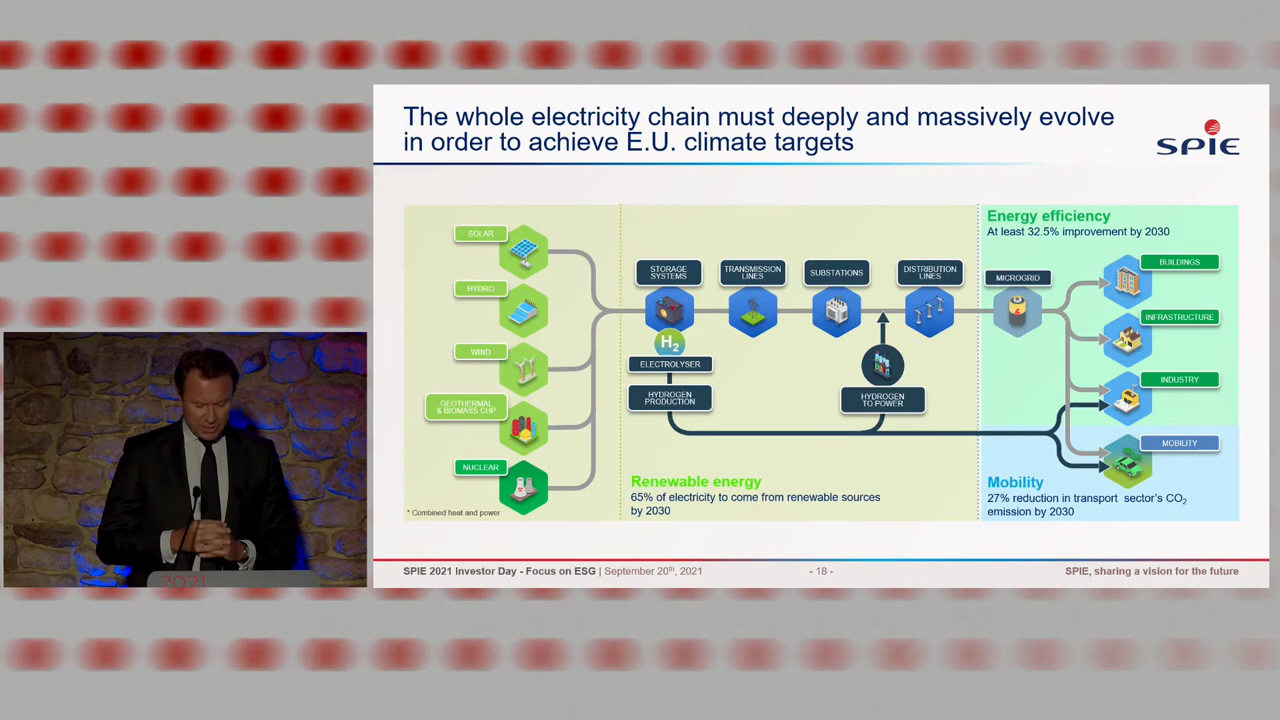 The whole electricity chain must deeply and massively evolve
in order to achieve E.U. climate targets
SPIE
SOLAR
HYDRO
WIND
GEOTHERMAL
& BIOMASS CHP
NUCLEAR
* Combined heat and power
STORAGE
SYSTEMS
TRANSMISSION
LINES
SUBSTATIONS
DISTRIBUTION
LINES
H₂
ELECTROLYSER
HYDROGEN
PRODUCTION
HYDROGEN
TO POWER
Renewable energy
65% of electricity to come from renewable sources
by 2030
Energy efficiency
At least 32.5% improvement by 2030
MICROGRID
BUILDINGS
INFRASTRUCTURE
INDUSTRY
MOBILITY
Mobility
27% reduction in transport sector's CO₂
emission by 2030
SPIE 2021 Investor Day - Focus on ESG | September 20th, 2021
- 18 -
SPIE, sharing a vision for the future
2021